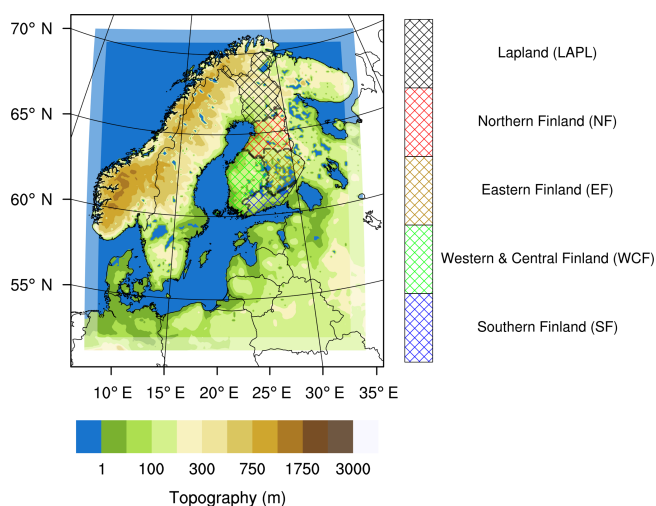 70° N
65° N
60° N
55° N
10° E
15° E
20° E
25° E
30° E
35° E
Lapland (LAPL)
Northern Finland (NF)
Eastern Finland (EF)
Western & Central Finland (WCF)
Southern Finland (SF)
1
100
300
750
1750
3000
Topography (m)